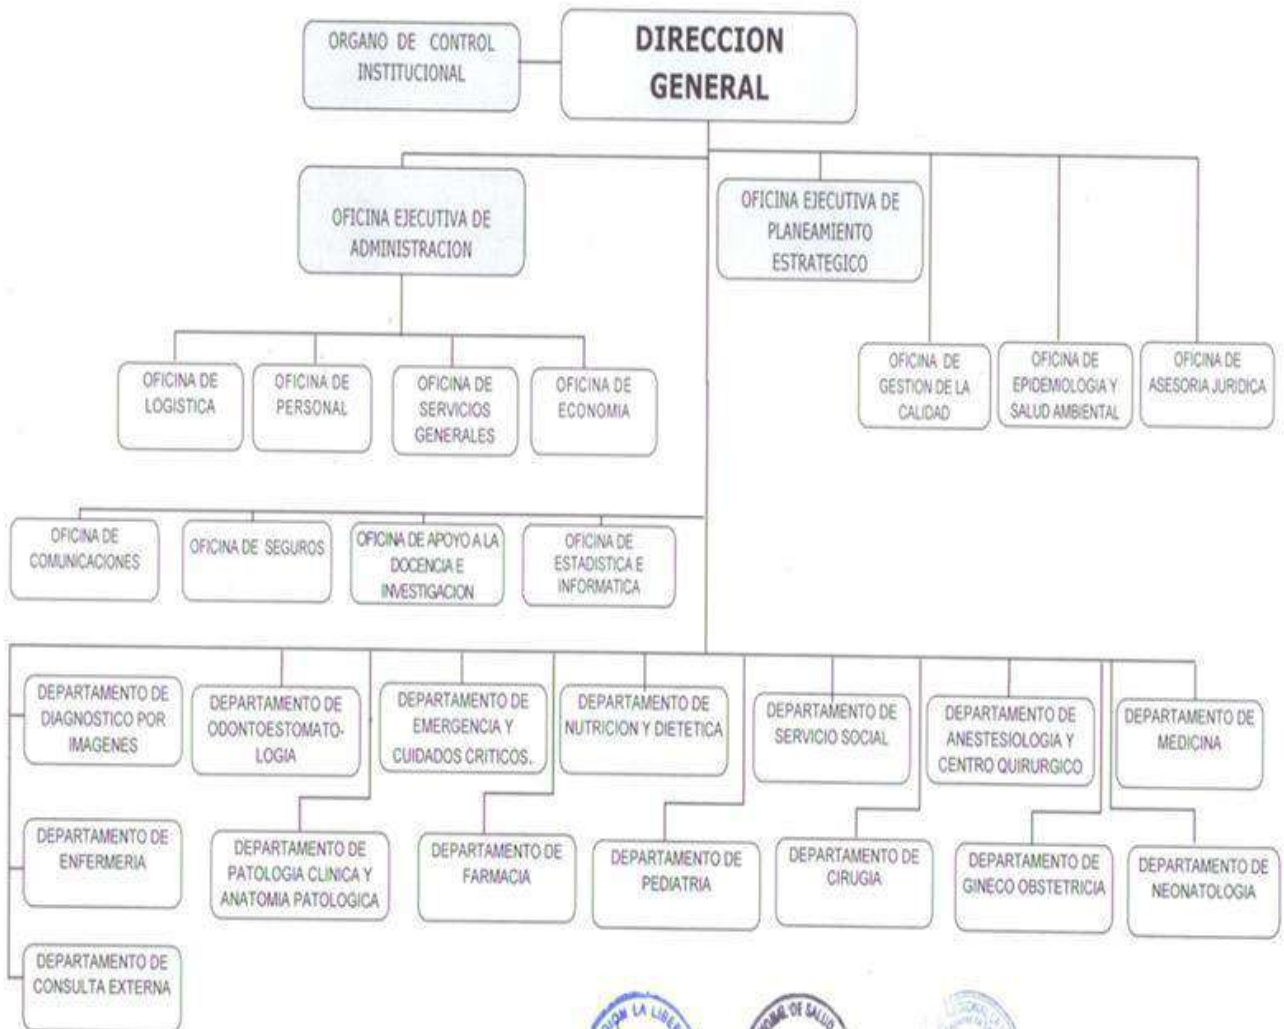 ORGANO DE CONTROL
INSTITUCIONAL
DIRECCION
GENERAL
OFICINA EJECUTIVA DE
ADMINISTRACION
OFICINA EJECUTIVA DE
PLANEAMIENTO
ESTRATEGICO
OFICINA DE
LOGISTICA
OFICINA DE
PERSONAL
OFICINA DE
SERVICIOS
GENERALES
OFICINA DE
ECONOMIA
OFICINA DE
GESTION DE LA
CALIDAD
OFICINA DE
EPIDEMIOLOGIA Y
SALUD AMBIENTAL
OFICINA DE
ASESORIA JURIDICA
OFICINA DE
COMUNICACIONES
OFICINA DE SEGUROS
OFICINA DE APOYO A LA
DOCENCIA E
INVESTIGACION
OFICINA DE
ESTADISTICA E
INFORMATICA
DEPARTAMENTO DE
DIAGNOSTICO POR
IMAGENES
DEPARTAMENTO DE
ODONTOESTOMATO-
LOGIA
DEPARTAMENTO DE
EMERGENCIA Y
CUIDADOS CRITICOS.
DEPARTAMENTO DE
NUTRICION Y DIETETICA
DEPARTAMENTO DE
SERVICIO SOCIAL
DEPARTAMENTO DE
ANESTESIOLOGIA Y
CENTRO QUIRURGICO
DEPARTAMENTO DE
MEDICINA
DEPARTAMENTO DE
ENFERMERIA
DEPARTAMENTO DE
PATOLOGIA CLINICA Y
ANATOMIA PATOLOGICA
DEPARTAMENTO DE
FARMACIA
DEPARTAMENTO DE
PEDIATRIA
DEPARTAMENTO DE
CIRUGIA
DEPARTAMENTO DE
GINECO OBSTETRICIA
DEPARTAMENTO DE
NEONATOLOGIA
DEPARTAMENTO DE
CONSULTA EXTERNA
LA
DE SALUD